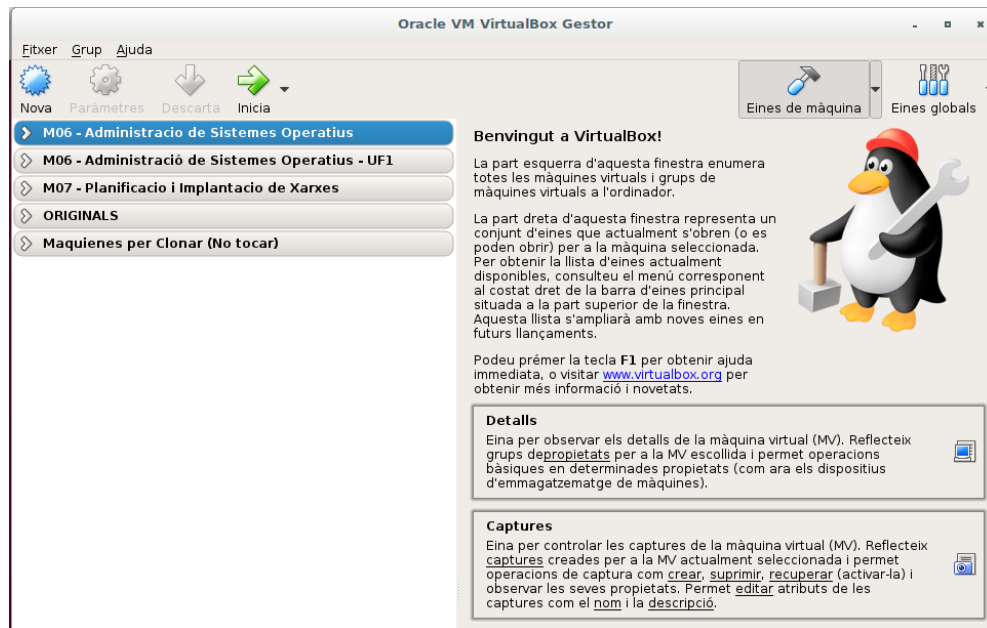 Oracle VM VirtualBox Gestor
Fitxer Grup Ajuda
Nova Paràmetres Descarta Inicia
Eines de màquina Eines globals
M06 - Administracio de Sistemes Operatius
M06 - Administració de Sistemes Operatius - UF1
M07 - Planificacio i Implantacio de Xarxes
ORIGINALS
Maquienes per Clonar (No tocar)
Benvingut a VirtualBox!
La part esquerra d'aquesta finestra enumera
totes les màquines virtuals i grups de
màquines virtuals a l'ordinador.
La part dreta d'aquesta finestra representa un
conjunt d'eines que actualment s'obren (o es
poden obrir) per a la màquina seleccionada.
Per obtenir la llista d'eines actualment
disponibles, consulteu el menú corresponent
al costat dret de la barra d'eines principal
situada a la part superior de la finestra.
Aquesta llista s'ampliarà amb noves eines en
futurs llançaments.
Podeu prémer la tecla F1 per obtenir ajuda
immediata, o visitar www.virtualbox.org per
obtenir més informació i novetats.
Detalls
Eina per observar els detalls de la màquina virtual (MV). Reflecteix
grups depropietats per a la MV escollida i permet operacions
bàsiques en determinades propietats (com ara els dispositius
d'emmagatzematge de màquines).
Captures
Eina per controlar les captures de la màquina virtual (MV). Reflecteix
captures creades per a la MV actualment seleccionada i permet
operacions de captura com crear, suprimir, recuperar (activar-la) i
observar les seves propietats. Permet editar atributs de les
captures com el nom i la descripció.